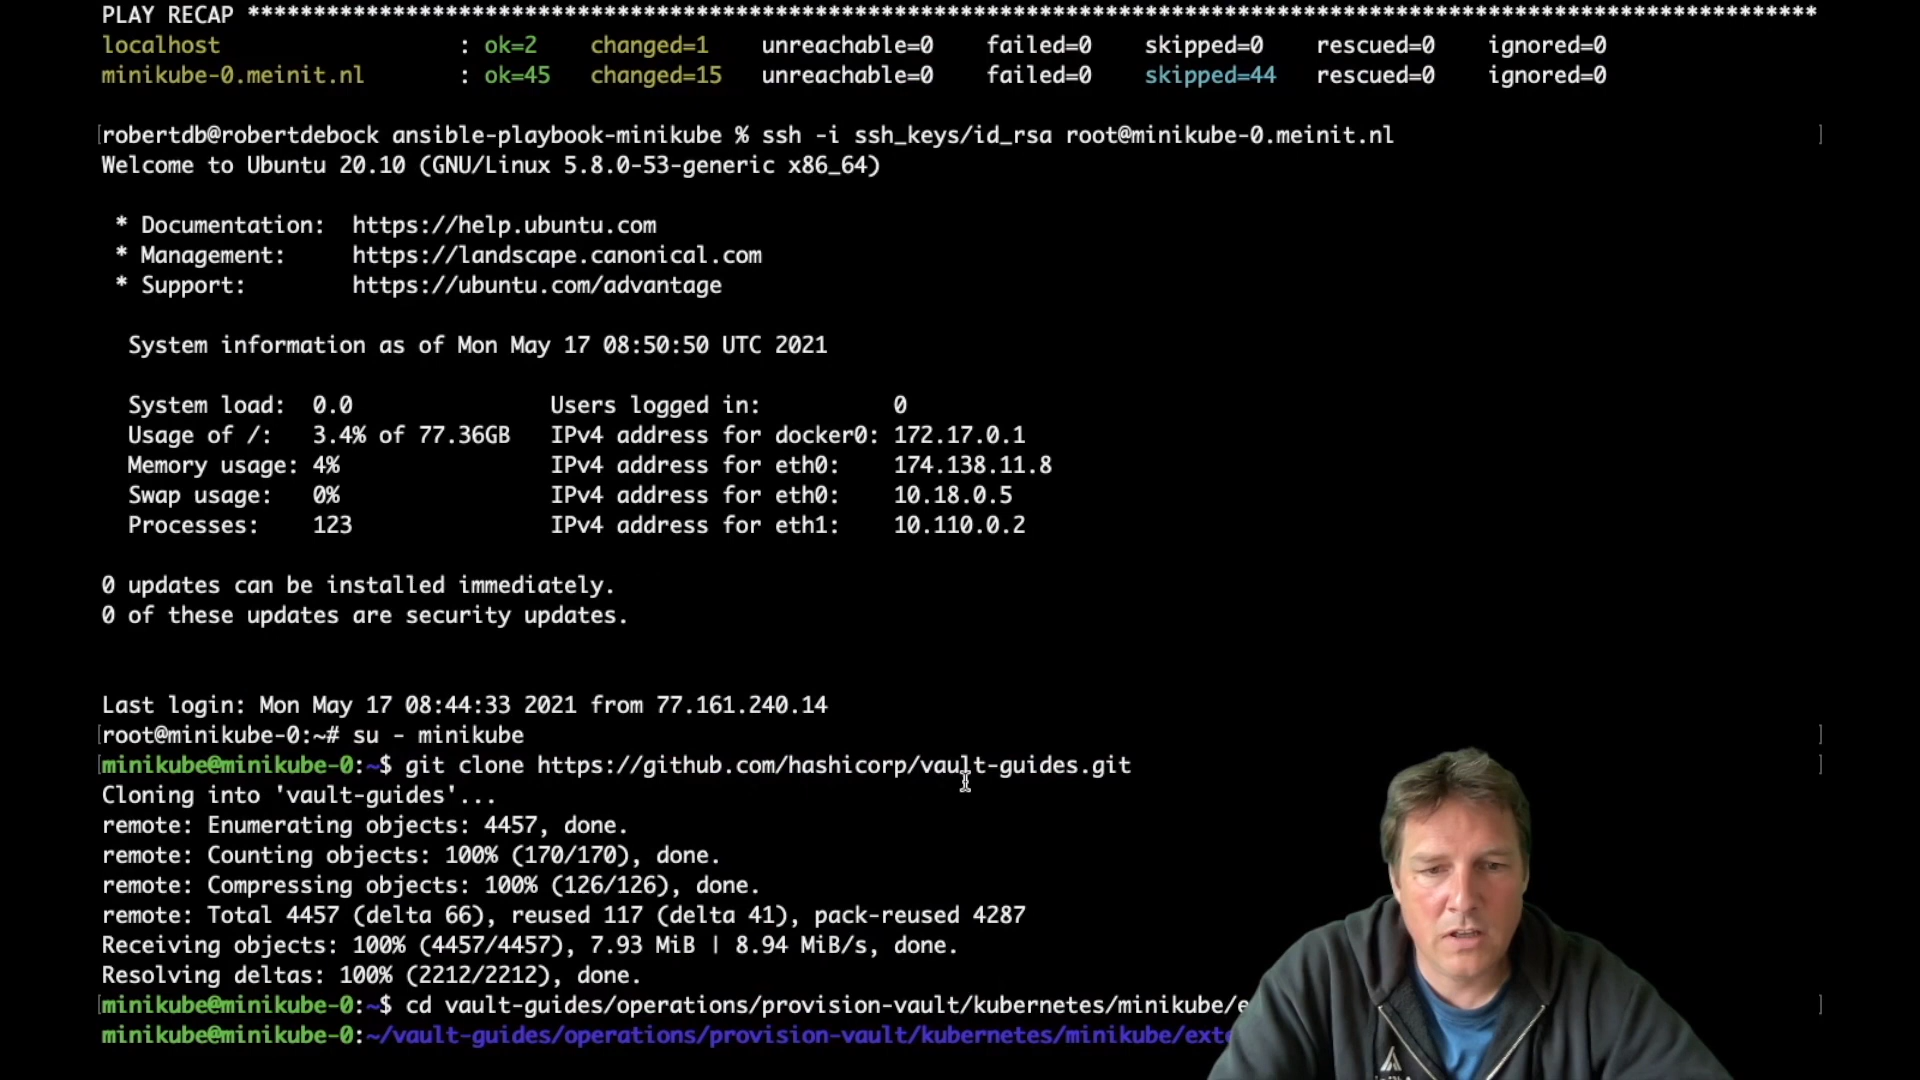 PLAY RECAP ***********************************************************************************************************************
localhost : ok=2 changed=1 unreachable=0 failed=0 skipped=0 rescued=0 ignored=0
minikube-0.meinit.nl : ok=45 changed=15 unreachable=0 failed=0 skipped=44 rescued=0 ignored=0
[robertdb@robertdebock ansible-playbook-minikube % ssh -i ssh_keys/id_rsa root@minikube-0.meinit.nl ]
Welcome to Ubuntu 20.10 (GNU/Linux 5.8.0-53-generic x86_64)
* Documentation: https://help.ubuntu.com
* Management: https://landscape.canonical.com
* Support: https://ubuntu.com/advantage
System information as of Mon May 17 08:50:50 UTC 2021
System load: 0.0 Users logged in: 0
Usage of /: 3.4% of 77.36GB IPv4 address for docker0: 172.17.0.1
Memory usage: 4% IPv4 address for eth0: 174.138.11.8
Swap usage: 0% IPv4 address for eth0: 10.18.0.5
Processes: 123 IPv4 address for eth1: 10.110.0.2
0 updates can be installed immediately.
0 of these updates are security updates.
Last login: Mon May 17 08:44:33 2021 from 77.161.240.14
[root@minikube-0:~# su - minikube ]
[minikube@minikube-0:~$ git clone https://github.com/hashicorp/vault-guides.git ]
Cloning into 'vault-guides'...
remote: Enumerating objects: 4457, done.
remote: Counting objects: 100% (170/170), done.
remote: Compressing objects: 100% (126/126), done.
remote: Total 4457 (delta 66), reused 117 (delta 41), pack-reused 4287
Receiving objects: 100% (4457/4457), 7.93 MiB | 8.94 MiB/s, done.
Resolving deltas: 100% (2212/2212), done.
[minikube@minikube-0:~$ cd vault-guides/operations/provision-vault/kubernetes/minikube/e ]
minikube@minikube-0:~/vault-guides/operations/provision-vault/kubernetes/minikube/ext